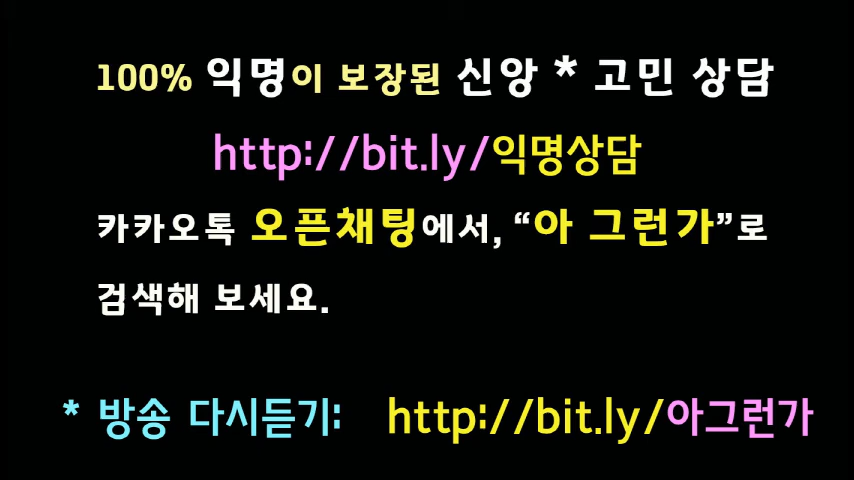 100% 익명이 보장된 신앙 * 고민 상담
http://bit.ly/익명상담
카카오톡 오픈채팅에서, “아 그런가”로
검색해 보세요.
* 방송 다시듣기: http://bit.ly/아그런가